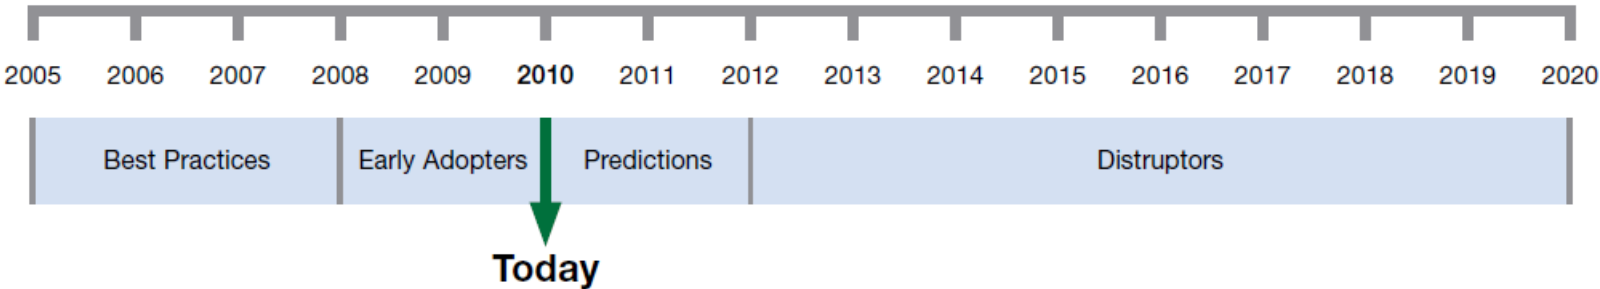 2005 2006 2007 2008 2009 2010 2011 2012 2013 2014 2015 2016 2017 2018 2019 2020
Best Practices Early Adopters Predictions Distruptors
Today